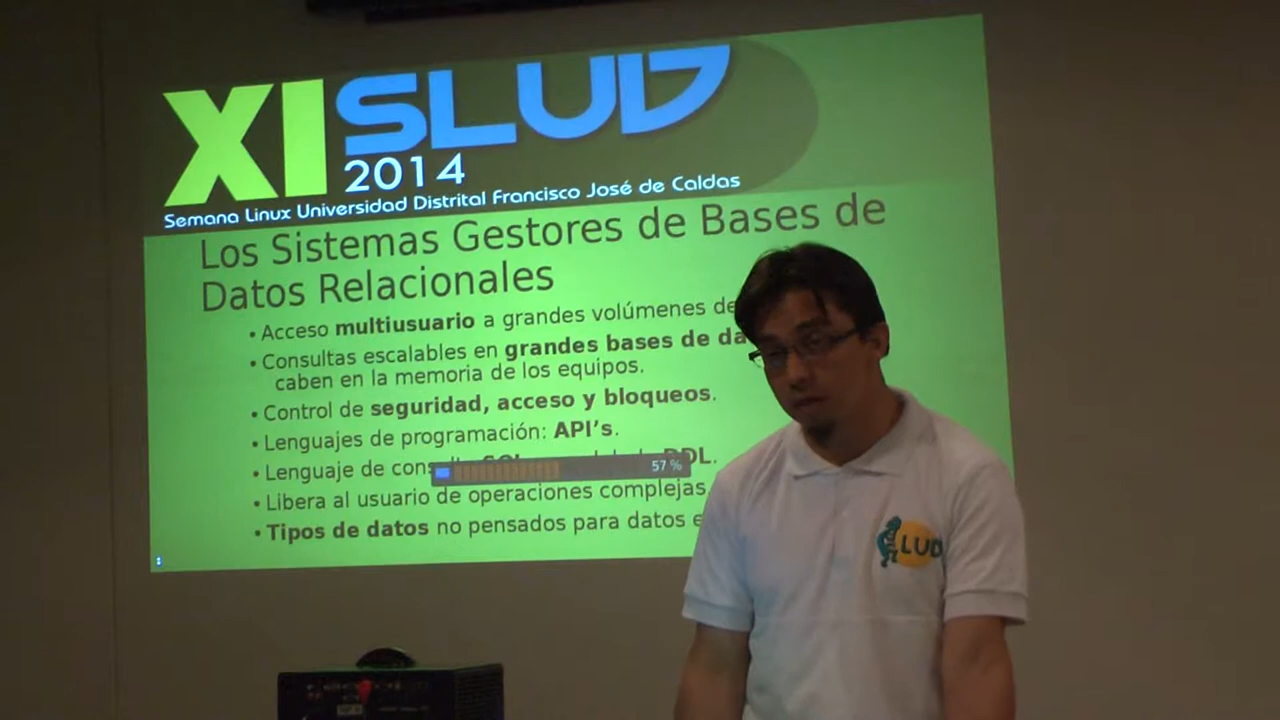 XI SLUD
2014
Semana Linux Universidad Distrital Francisco José de Caldas
Los Sistemas Gestores de Bases de
Datos Relacionales
• Acceso multiusuario a grandes volúmenes de
• Consultas escalables en grandes bases de da
caben en la memoria de los equipos.
• Control de seguridad, acceso y bloqueos.
• Lenguajes de programación: API's.
• Lenguaje de cons DDL.
57 %
• Libera al usuario de operaciones complejas.
• Tipos de datos no pensados para datos e
LUD